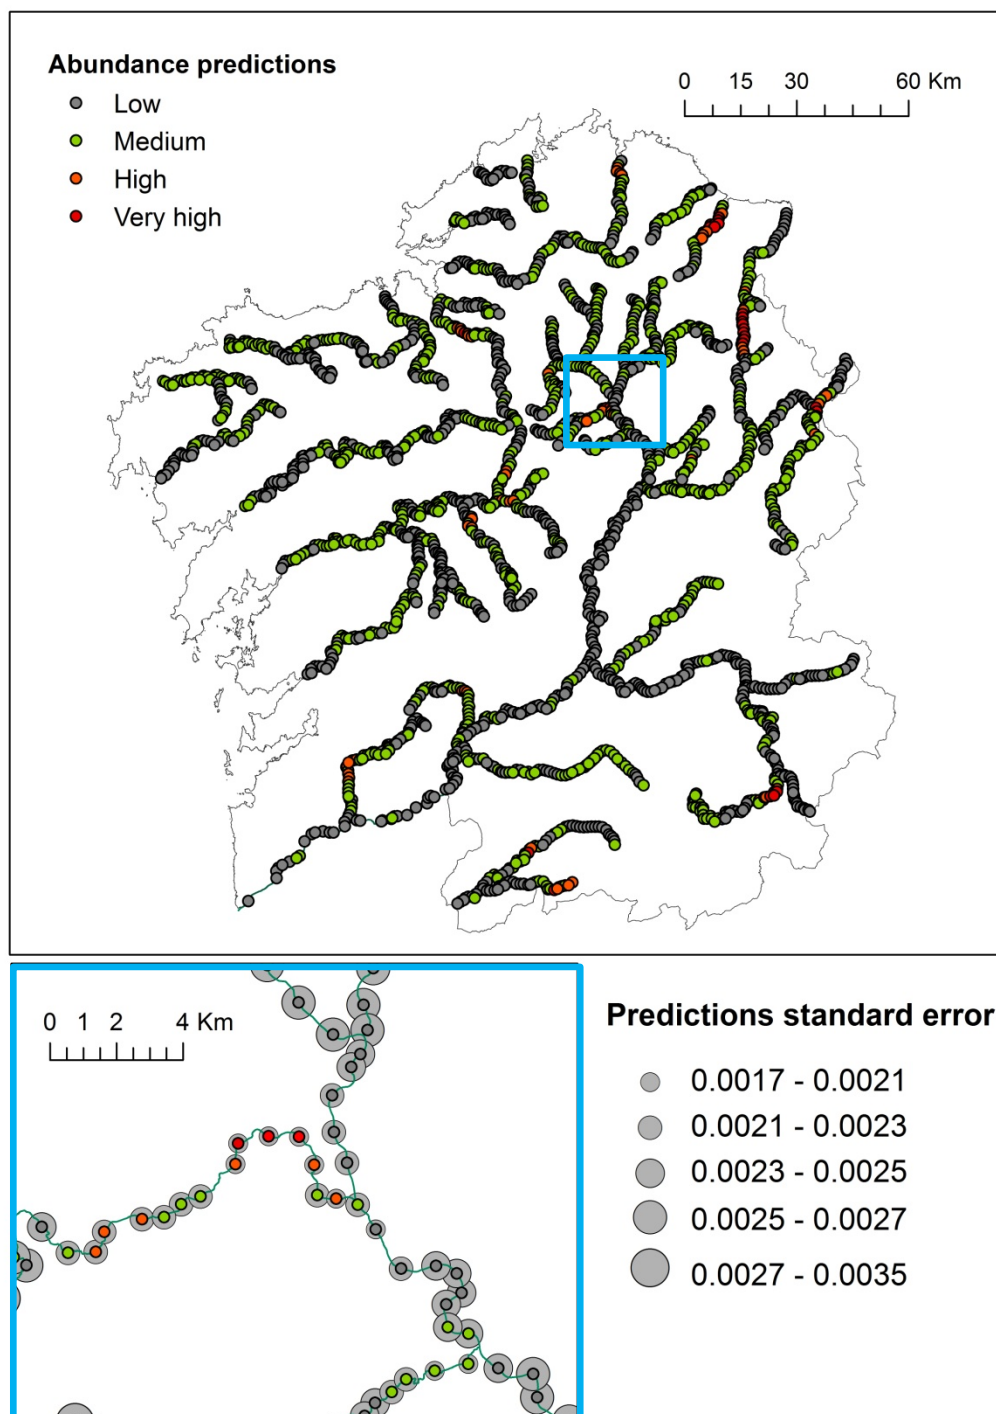 Abundance predictions
Low
Medium
High
Very high
0 15 30 60 Km
0 1 2 4 Km
Predictions standard error
0.0017 - 0.0021
0.0021 - 0.0023
0.0023 - 0.0025
0.0025 - 0.0027
0.0027 - 0.0035